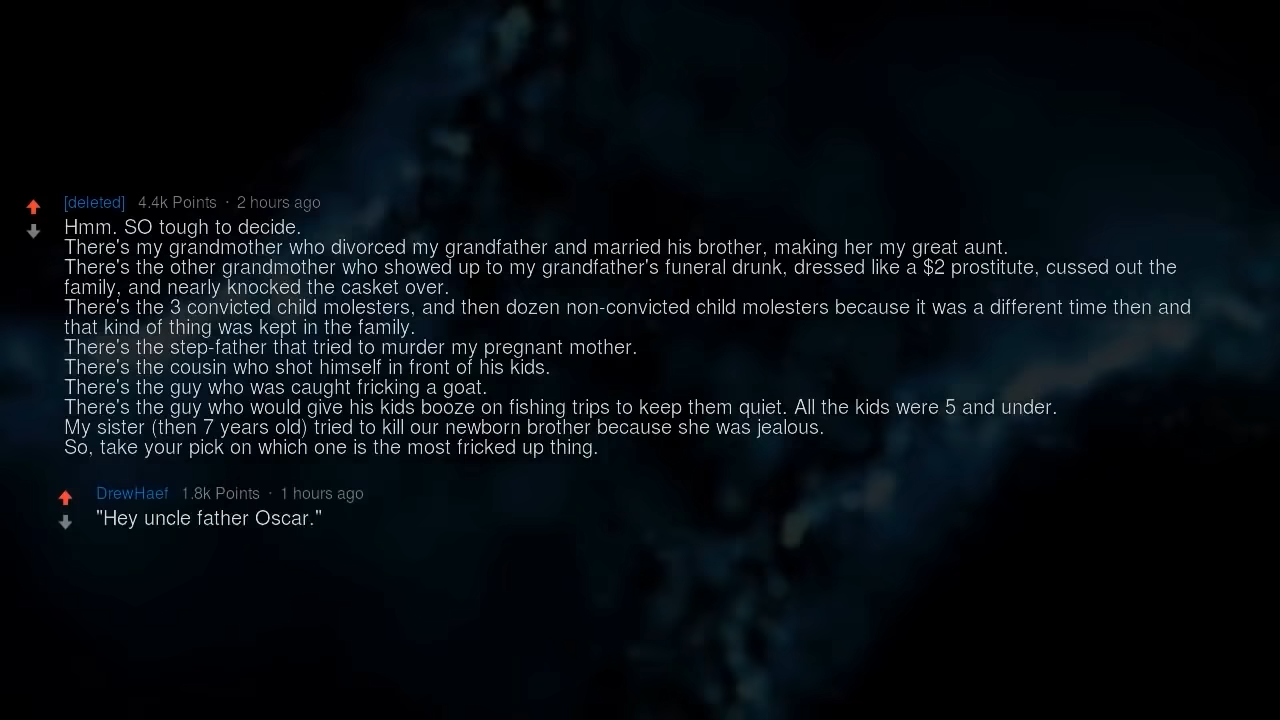 [deleted] 4.4k Points · 2 hours ago
Hmm. SO tough to decide.
There's my grandmother who divorced my grandfather and married his brother, making her my great aunt.
There's the other grandmother who showed up to my grandfather's funeral drunk, dressed like a $2 prostitute, cussed out the
family, and nearly knocked the casket over.
There's the 3 convicted child molesters, and then dozen non-convicted child molesters because it was a different time then and
that kind of thing was kept in the family.
There's the step-father that tried to murder my pregnant mother.
There's the cousin who shot himself in front of his kids.
There's the guy who was caught fricking a goat.
There's the guy who would give his kids booze on fishing trips to keep them quiet. All the kids were 5 and under.
My sister (then 7 years old) tried to kill our newborn brother because she was jealous.
So, take your pick on which one is the most fricked up thing.
DrewHaef 1.8k Points · 1 hours ago
"Hey uncle father Oscar."